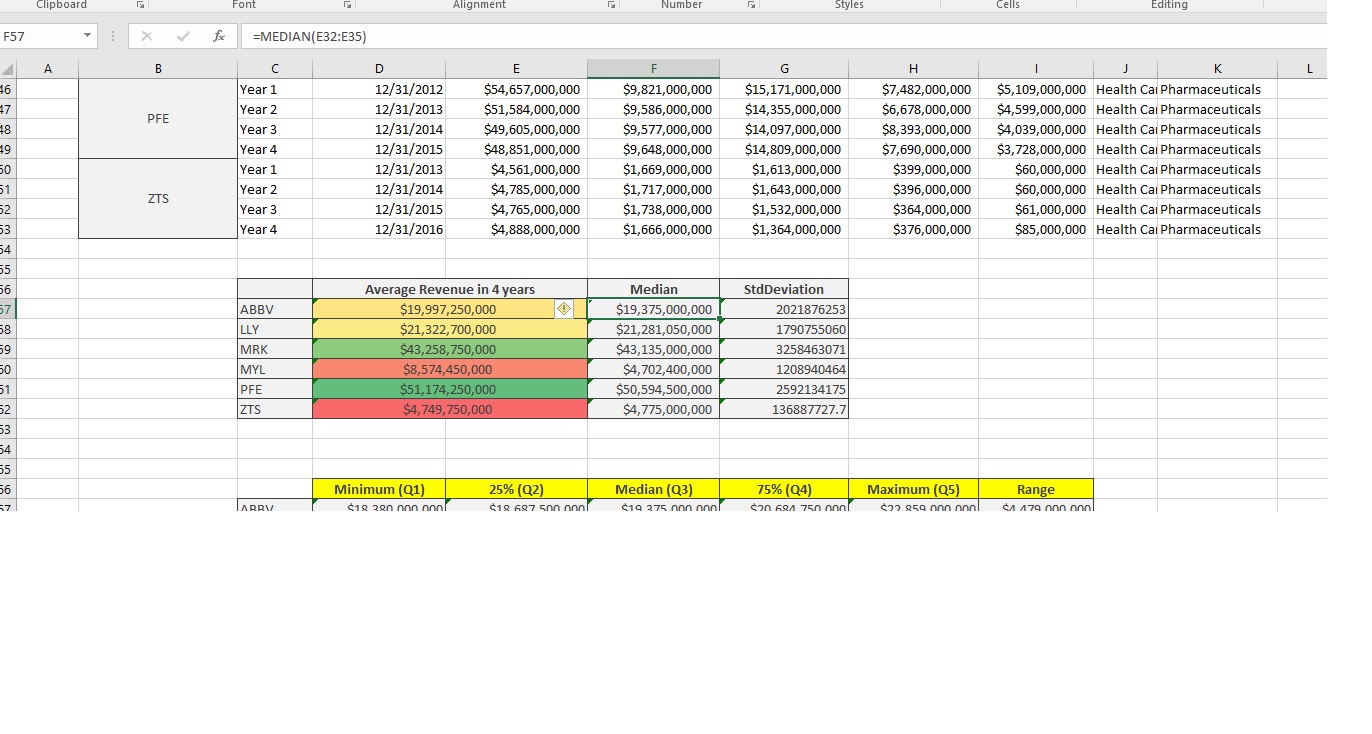 Clipboard Font Alignment Number Styles Cells Editing
F57 fx =MEDIAN(E32:E35)
A B C D E F G H I J K L
46 PFE Year 1 12/31/2012 $54,657,000,000 $9,821,000,000 $15,171,000,000 $7,482,000,000 $5,109,000,000 Health Car Pharmaceuticals
47 Year 2 12/31/2013 $51,584,000,000 $9,586,000,000 $14,355,000,000 $6,678,000,000 $4,599,000,000 Health Car Pharmaceuticals
48 Year 3 12/31/2014 $49,605,000,000 $9,577,000,000 $14,097,000,000 $8,393,000,000 $4,039,000,000 Health Car Pharmaceuticals
49 Year 4 12/31/2015 $48,851,000,000 $9,648,000,000 $14,809,000,000 $7,690,000,000 $3,728,000,000 Health Car Pharmaceuticals
50 ZTS Year 1 12/31/2013 $4,561,000,000 $1,669,000,000 $1,613,000,000 $399,000,000 $60,000,000 Health Car Pharmaceuticals
51 Year 2 12/31/2014 $4,785,000,000 $1,717,000,000 $1,643,000,000 $396,000,000 $60,000,000 Health Car Pharmaceuticals
52 Year 3 12/31/2015 $4,765,000,000 $1,738,000,000 $1,532,000,000 $364,000,000 $61,000,000 Health Car Pharmaceuticals
53 Year 4 12/31/2016 $4,888,000,000 $1,666,000,000 $1,364,000,000 $376,000,000 $85,000,000 Health Car Pharmaceuticals
54
55
56 Average Revenue in 4 years Median StdDeviation
57 ABBV $19,997,250,000 $19,375,000,000 2021876253
58 LLY $21,322,700,000 $21,281,050,000 1790755060
59 MRK $43,258,750,000 $43,135,000,000 3258463071
60 MYL $8,574,450,000 $4,702,400,000 1208940464
61 PFE $51,174,250,000 $50,594,500,000 2592134175
62 ZTS $4,749,750,000 $4,775,000,000 136887727.7
63
64
65
66 Minimum (Q1) 25% (Q2) Median (Q3) 75% (Q4) Maximum (Q5) Range
67 ABBV $18,380,000,000 $18,687,500,000 $19,375,000,000 $20,684,750,000 $22,859,000,000 $4,479,000,000